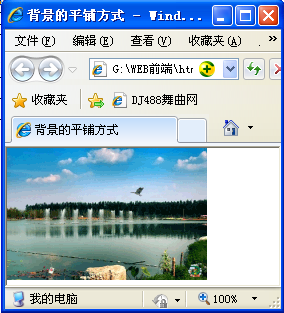 背景的平铺方式 - Wind...
文件(F) 编辑(E) 查看(V) 收藏夹(A) »
G:\WEB前端\htm
收藏夹 DJ488舞曲网
背景的平铺方式
我的电脑 100%